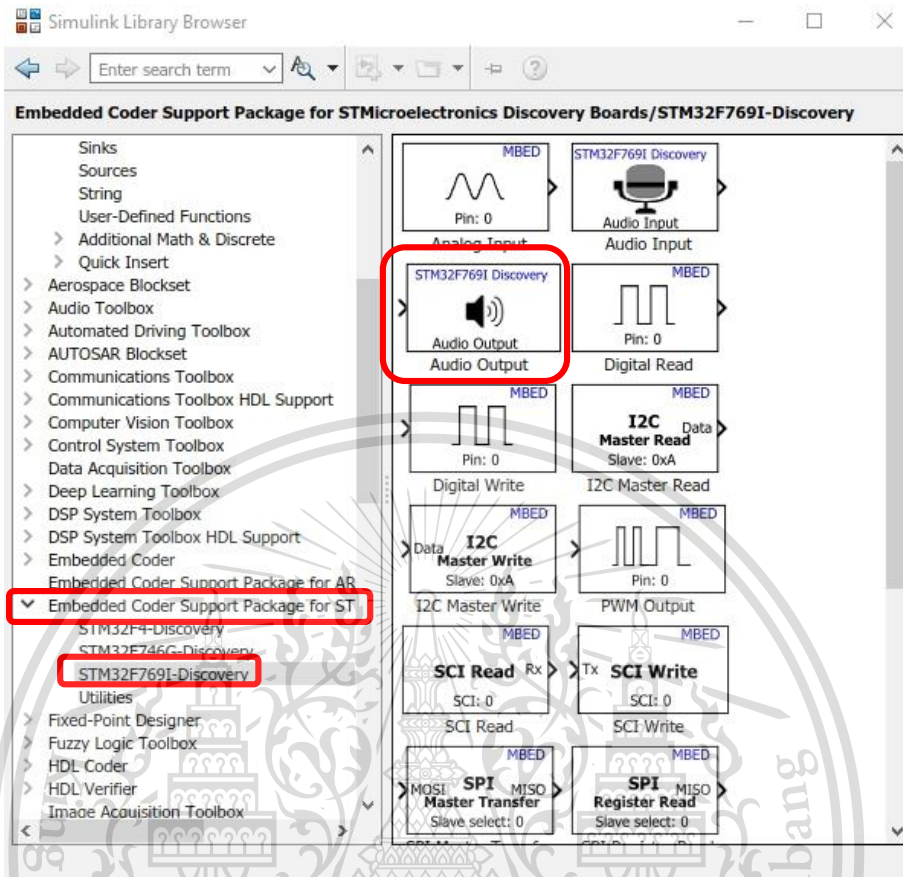 Simulink Library Browser
Enter search term
Embedded Coder Support Package for STMicroelectronics Discovery Boards/STM32F769I-Discovery
Sinks
Sources
String
User-Defined Functions
Additional Math & Discrete
Quick Insert
Aerospace Blockset
Audio Toolbox
Automated Driving Toolbox
AUTOSAR Blockset
Communications Toolbox
Communications Toolbox HDL Support
Computer Vision Toolbox
Control System Toolbox
Data Acquisition Toolbox
Deep Learning Toolbox
DSP System Toolbox
DSP System Toolbox HDL Support
Embedded Coder
Embedded Coder Support Package for AR
Embedded Coder Support Package for ST
STM32F4-Discovery
STM32F746G-Discovery
STM32F769I-Discovery
Utilities
Fixed-Point Designer
Fuzzy Logic Toolbox
HDL Coder
HDL Verifier
Image Acquisition Toolbox
MBED
Pin: 0
Analog Input
STM32F769I Discovery
Audio Input
Audio Input
STM32F769I Discovery
Audio Output
Audio Output
MBED
Pin: 0
Digital Read
MBED
Pin: 0
Digital Write
MBED
I2C
Master Read
Data
Slave: 0xA
I2C Master Read
MBED
Data
I2C
Master Write
Slave: 0xA
I2C Master Write
MBED
Pin: 0
PWM Output
MBED
SCI Read Rx
SCI: 0
SCI Read
MBED
Tx SCI Write
SCI: 0
SCI Write
MBED
MOSI SPI MISO
Master Transfer
Slave select: 0
MBED
SPI MISO
Register Read
Slave select: 0